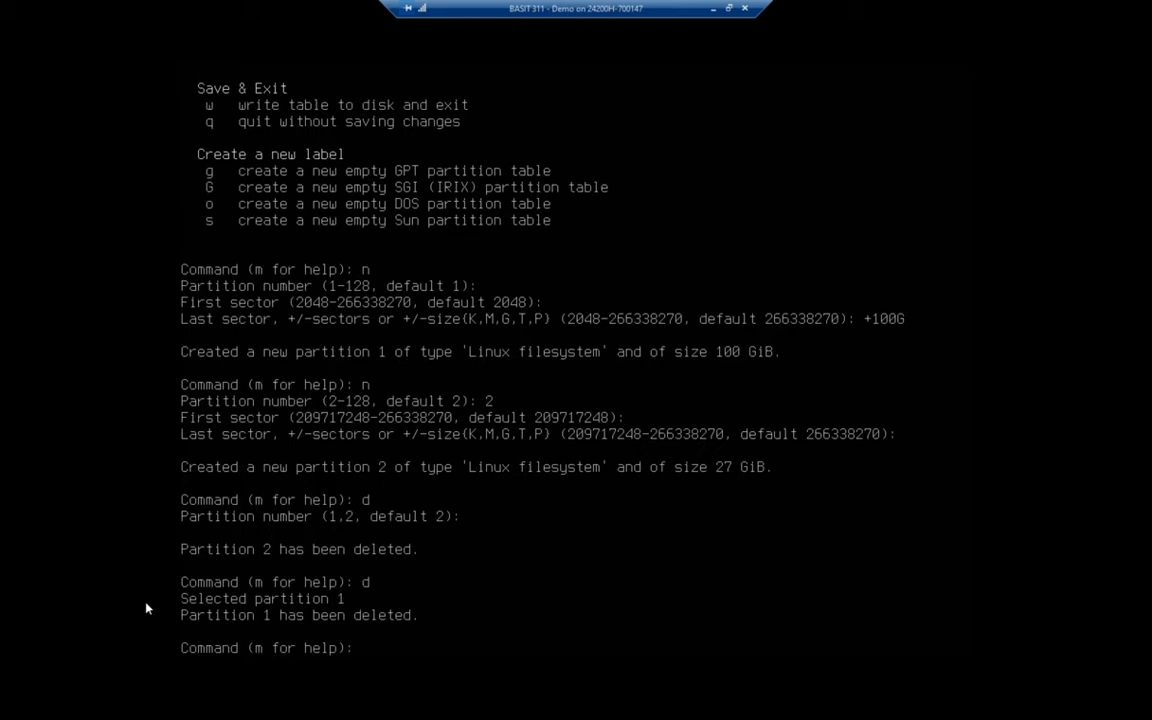 BASIT 311 - Demo on 24200H-700147
Save & Exit
w   write table to disk and exit
q   quit without saving changes
Create a new label
g   create a new empty GPT partition table
G   create a new empty SGI (IRIX) partition table
o   create a new empty DOS partition table
s   create a new empty Sun partition table
Command (m for help): n
Partition number (1-128, default 1):
First sector (2048-266338270, default 2048):
Last sector, +/-sectors or +/-size{K,M,G,T,P} (2048-266338270, default 266338270): +100G
Created a new partition 1 of type 'Linux filesystem' and of size 100 GiB.
Command (m for help): n
Partition number (2-128, default 2): 2
First sector (209717248-266338270, default 209717248):
Last sector, +/-sectors or +/-size{K,M,G,T,P} (209717248-266338270, default 266338270):
Created a new partition 2 of type 'Linux filesystem' and of size 27 GiB.
Command (m for help): d
Partition number (1,2, default 2):
Partition 2 has been deleted.
Command (m for help): d
Selected partition 1
Partition 1 has been deleted.
Command (m for help):